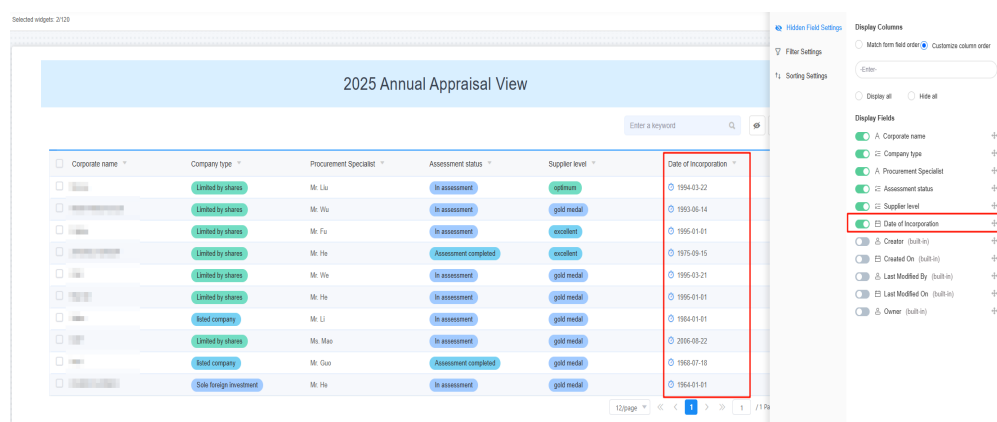 Selected widgets: 2/120
2025 Annual Appraisal View
Enter a keyword
Corporate name Company type Procurement Specialist Assessment status Supplier level Date of Incorporation
Limited by shares Mr. Liu In assessment optimum 1994-03-22
Limited by shares Mr. Wu In assessment gold medal 1993-06-14
Limited by shares Mr. Fu In assessment excellent 1995-01-01
Limited by shares Mr. He Assessment completed excellent 1975-09-15
Limited by shares Mr. We In assessment gold medal 1995-03-21
Limited by shares Mr. He In assessment gold medal 1995-01-01
listed company Mr. Li In assessment gold medal 1984-01-01
Limited by shares Ms. Mao In assessment gold medal 2006-08-22
listed company Mr. Guo Assessment completed gold medal 1968-07-18
Sole foreign investment Mr. He In assessment gold medal 1964-01-01
12/page 1 1 /1 Pa
Hidden Field Settings
Filter Settings
Sorting Settings
Display Columns
Match form field order Customize column order
-Enter-
Display all Hide all
Display Fields
Corporate name
Company type
Procurement Specialist
Assessment status
Supplier level
Date of Incorporation
Creator (built-in)
Created On (built-in)
Last Modified By (built-in)
Last Modified On (built-in)
Owner (built-in)